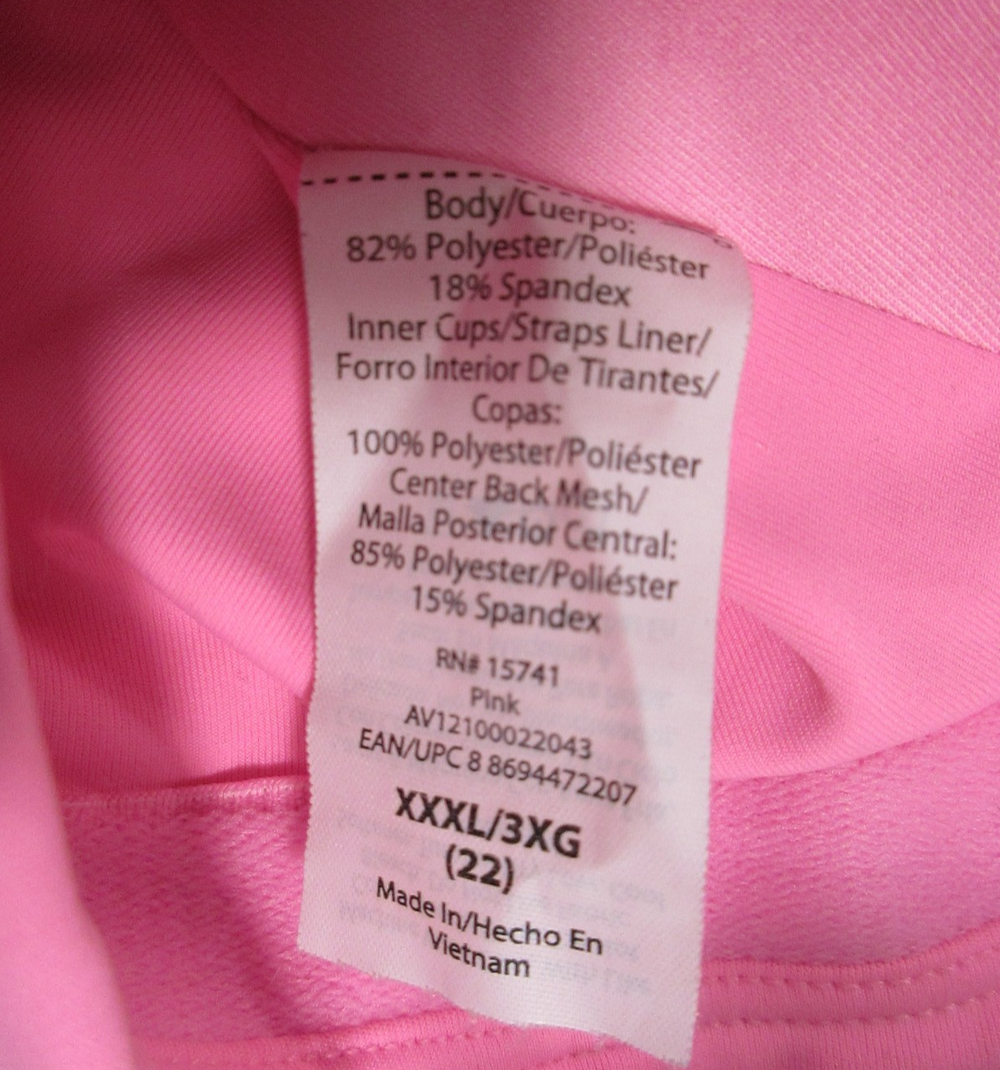 Body/Cuerpo:
82% Polyester/Poliéster
18% Spandex
Inner Cups/Straps Liner/
Forro Interior De Tirantes/
Copas:
100% Polyester/Poliéster
Center Back Mesh/
Malla Posterior Central:
85% Polyester/Poliéster
15% Spandex
RN# 15741
Pink
AV12100022043
EAN/UPC 8 8694472207
XXXL/3XG
(22)
Made In/Hecho En
Vietnam